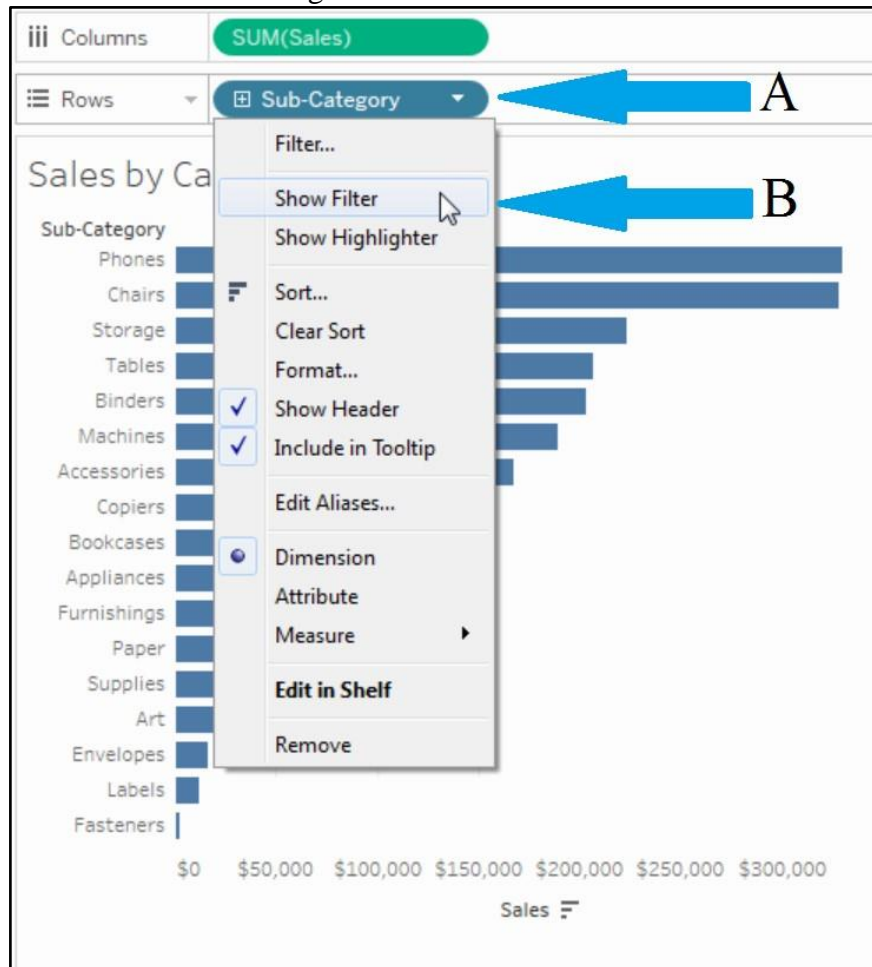 Columns SUM(Sales)
Rows Sub-Category A
Filter...
Sales by Ca
Show Filter B
Sub-Category
Show Highlighter
Phones
Chairs Sort...
Storage Clear Sort
Tables Format...
Binders Show Header
Machines Include in Tooltip
Accessories
Copiers Edit Aliases...
Bookcases Dimension
Appliances
Furnishings Attribute
Paper Measure
Supplies Edit in Shelf
Art
Envelopes Remove
Labels
Fasteners
$0 $50,000 $100,000 $150,000 $200,000 $250,000 $300,000
Sales